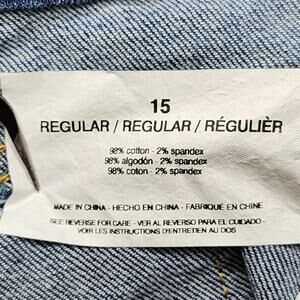 15
REGULAR / REGULAR / RÉGULIÈR
98% cotton - 2% spandex
98% algodón - 2% spandex
98% coton - 2% spandex
MADE IN CHINA - HECHO EN CHINA - FABRIQUÉ EN CHINE
SEE REVERSE FOR CARE - VER AL REVERSO PARA EL CUIDADO -
VOIR LES INSTRUCTIONS D'ENTRETIEN AU DOS